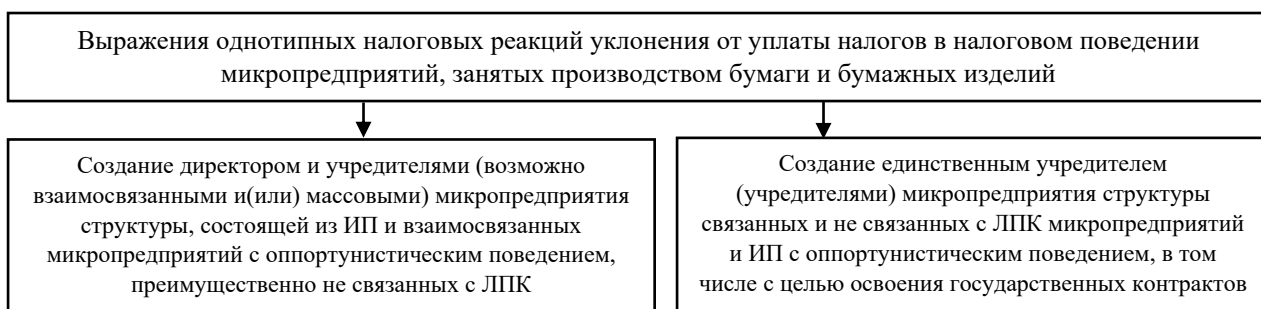 Выражения однотипных налоговых реакций уклонения от уплаты налогов в налоговом поведении
микропредприятий, занятых производством бумаги и бумажных изделий
Создание директором и учредителями (возможно
взаимосвязанными и(или) массовыми) микропредприятия
структуры, состоящей из ИП и взаимосвязанных
микропредприятий с оппортунистическим поведением,
преимущественно не связанных с ЛПК
Создание единственным учредителем
(учредителями) микропредприятия структуры
связанных и не связанных с ЛПК микропредприятий
и ИП с оппортунистическим поведением, в том
числе с целью освоения государственных контрактов